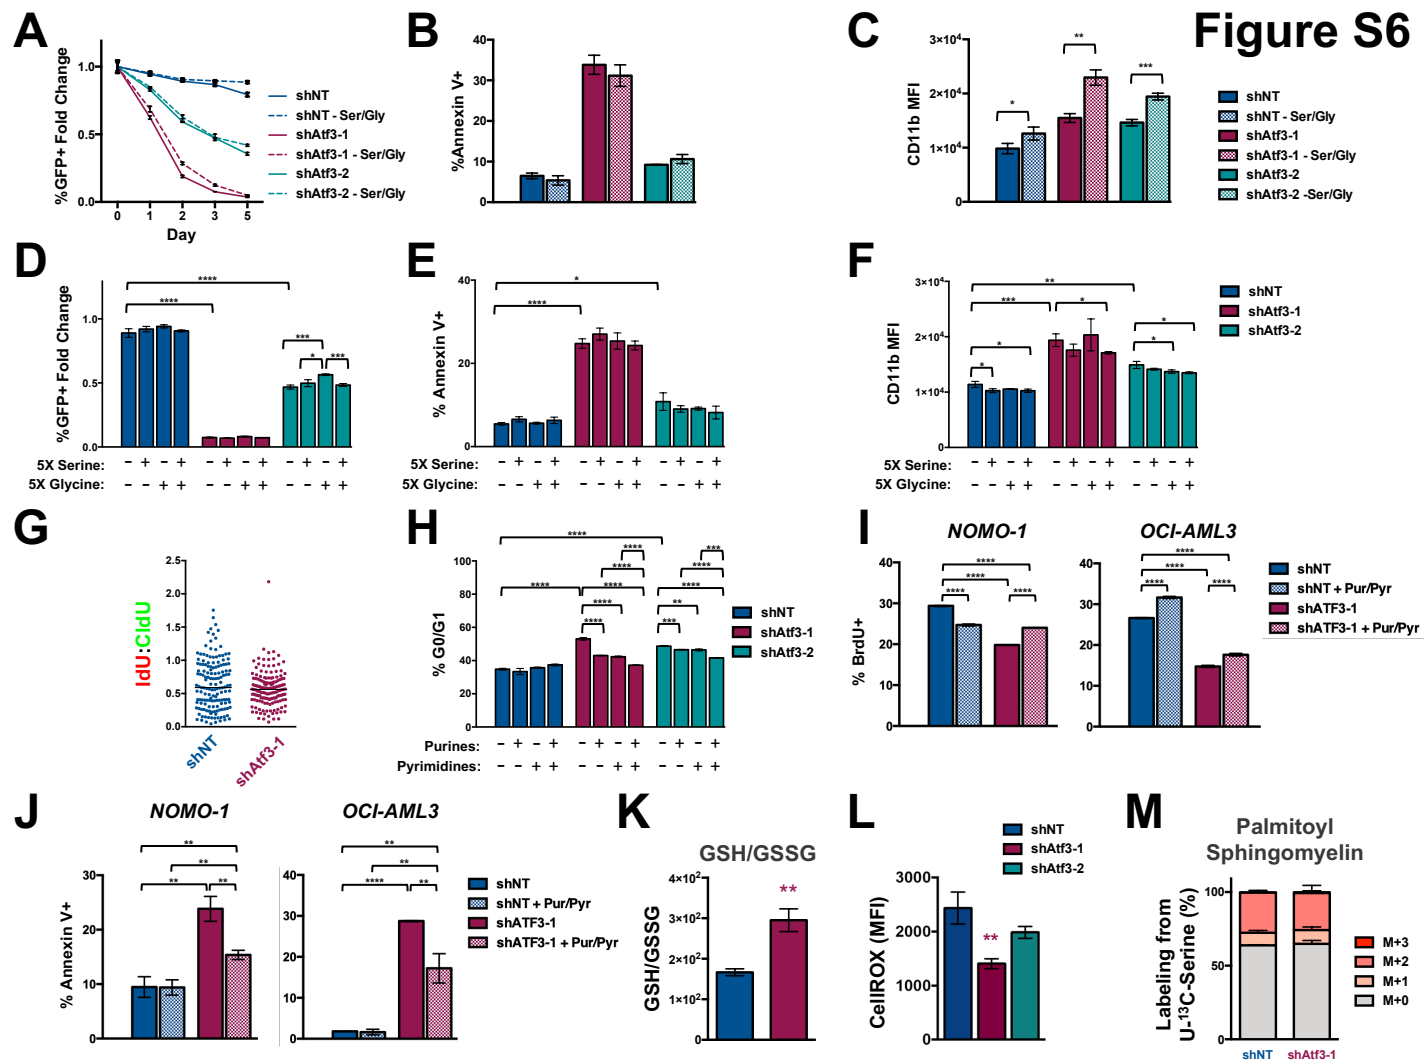 Figure S6
A
%GFP+ Fold Change
1.0
0.5
0.0
0 1 2 3 5
Day
shNT
shNT - Ser/Gly
shAtf3-1
shAtf3-1 - Ser/Gly
shAtf3-2
shAtf3-2 - Ser/Gly
B
%Annexin V+
40
30
20
10
0
C
CD11b MFI
3×10⁴
2×10⁴
1×10⁴
0
* ** ***
shNT
shNT - Ser/Gly
shAtf3-1
shAtf3-1 - Ser/Gly
shAtf3-2
shAtf3-2 -Ser/Gly
D
%GFP+ Fold Change
1.0
0.5
0.0
****
****
***
* ***
5X Serine: - + - + - + - + - + - +
5X Glycine: - - + + - - + + - - + +
E
% Annexin V+
40
20
0
*
****
5X Serine: - + - + - + - + - + - +
5X Glycine: - - + + - - + + - - + +
F
CD11b MFI
3×10⁴
2×10⁴
1×10⁴
0
**
*** *
* *
* *
shNT
shAtf3-1
shAtf3-2
5X Serine: - + - + - + - + - + - +
5X Glycine: - - + + - - + + - - + +
G
IdU:CldU
2.5
2.0
1.5
1.0
0.5
0.0
shNT
shAtf3-1
H
% G0/G1
100
80
60
40
20
0
****
**** ***
**** ****
**** **** ****
**** **
**** ***
shNT
shAtf3-1
shAtf3-2
Purines: - + - + - + - + - + - +
Pyrimidines: - - + + - - + + - - + +
I
NOMO-1
% BrdU+
40
30
20
10
0
****
****
**** ****
OCI-AML3
40
30
20
10
0
****
****
**** ****
shNT
shNT + Pur/Pyr
shATF3-1
shATF3-1 + Pur/Pyr
J
NOMO-1
% Annexin V+
30
20
10
0
**
**
** **
OCI-AML3
40
30
20
10
0
**
**
**** **
shNT
shNT + Pur/Pyr
shATF3-1
shATF3-1 + Pur/Pyr
K
GSH/GSSG
GSH/GSSG
4×10²
3×10²
2×10²
1×10²
0
**
L
CellROX (MFI)
3000
2000
1000
0
**
shNT
shAtf3-1
shAtf3-2
M
Palmitoyl
Sphingomyelin
Labeling from
U-¹³C-Serine (%)
100
50
0
shNT shAtf3-1
M+3
M+2
M+1
M+0